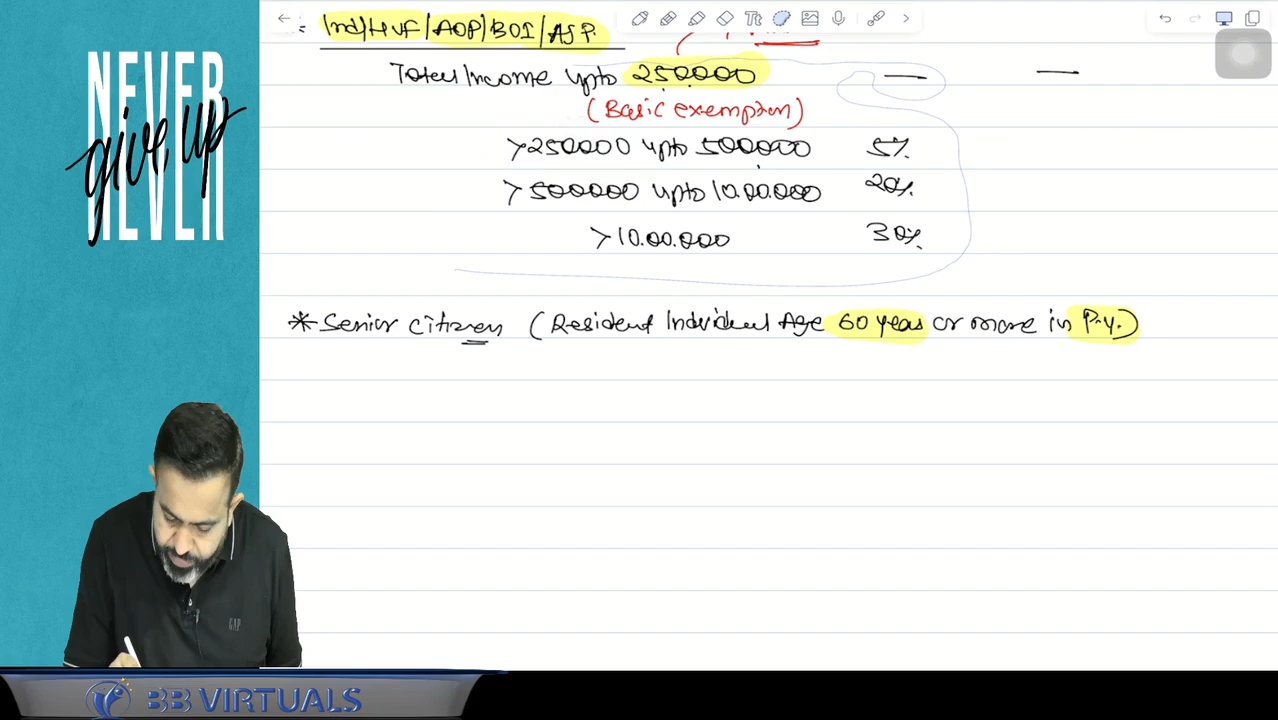 NEVER
give up
NEVER
Ind/HUF/AOP/BOI/AJP.
Total Income upto 250000 — —
(Basic exemption)
>250000 upto 500000 5%
>500000 upto 10.00.000 20%
>10.00.000 30%
* Senior citizen (Resident Individual Age 60 years or more in P.y.)
GAP
BB VIRTUALS